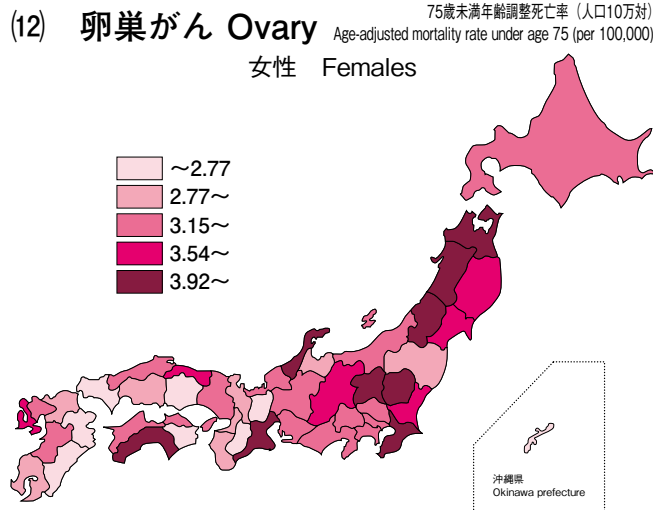 ⑿ 卵巣がん Ovary
75歳未満年齢調整死亡率（人口10万対）
Age-adjusted mortality rate under age 75 (per 100,000)
女性　Females
～2.77
2.77～
3.15～
3.54～
3.92～
沖縄県
Okinawa prefecture